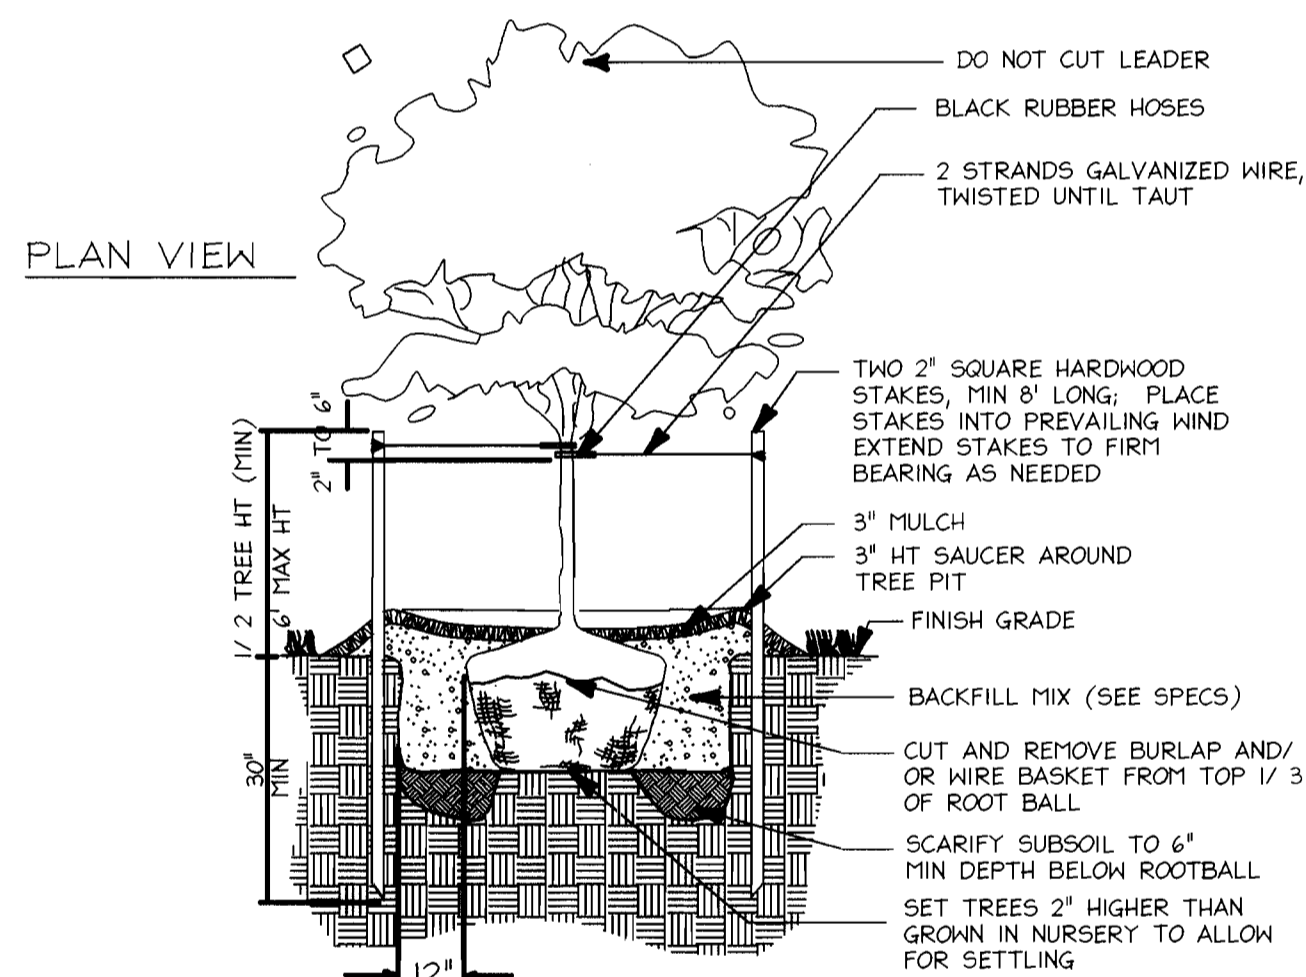 DO NOT CUT LEADER
BLACK RUBBER HOSES
2 STRANDS GALVANIZED WIRE,
TWISTED UNTIL TAUT
PLAN VIEW
TWO 2" SQUARE HARDWOOD
STAKES, MIN 8' LONG; PLACE
STAKES INTO PREVAILING WIND
EXTEND STAKES TO FIRM
BEARING AS NEEDED
2" TO 6"
1/ 2 TREE HT (MIN)
6' MAX HT
3" MULCH
3" HT SAUCER AROUND
TREE PIT
FINISH GRADE
BACKFILL MIX (SEE SPECS)
CUT AND REMOVE BURLAP AND/
OR WIRE BASKET FROM TOP 1/ 3
OF ROOT BALL
30"
MIN
SCARIFY SUBSOIL TO 6"
MIN DEPTH BELOW ROOTBALL
SET TREES 2" HIGHER THAN
GROWN IN NURSERY TO ALLOW
FOR SETTLING
12"